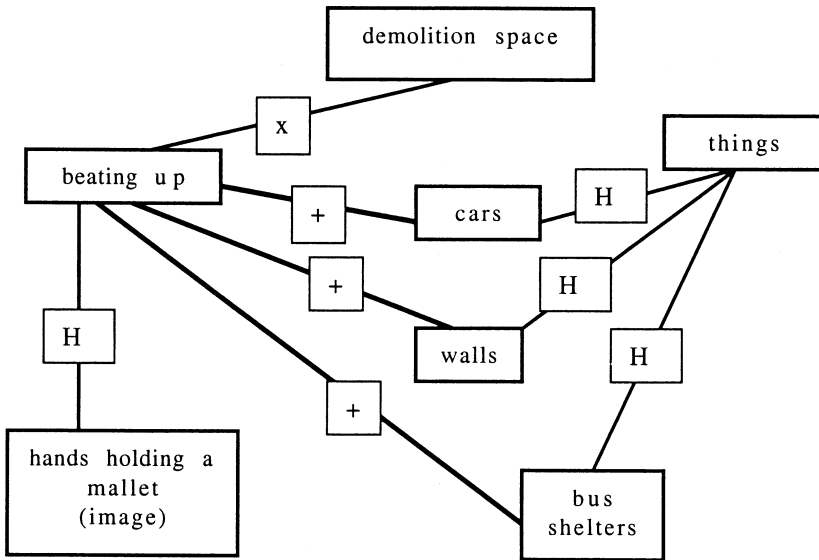 demolition space
x
things
beating up
H
+
cars
+
H
H
walls
H
+
hands holding a
mallet
(image)
bus
shelters